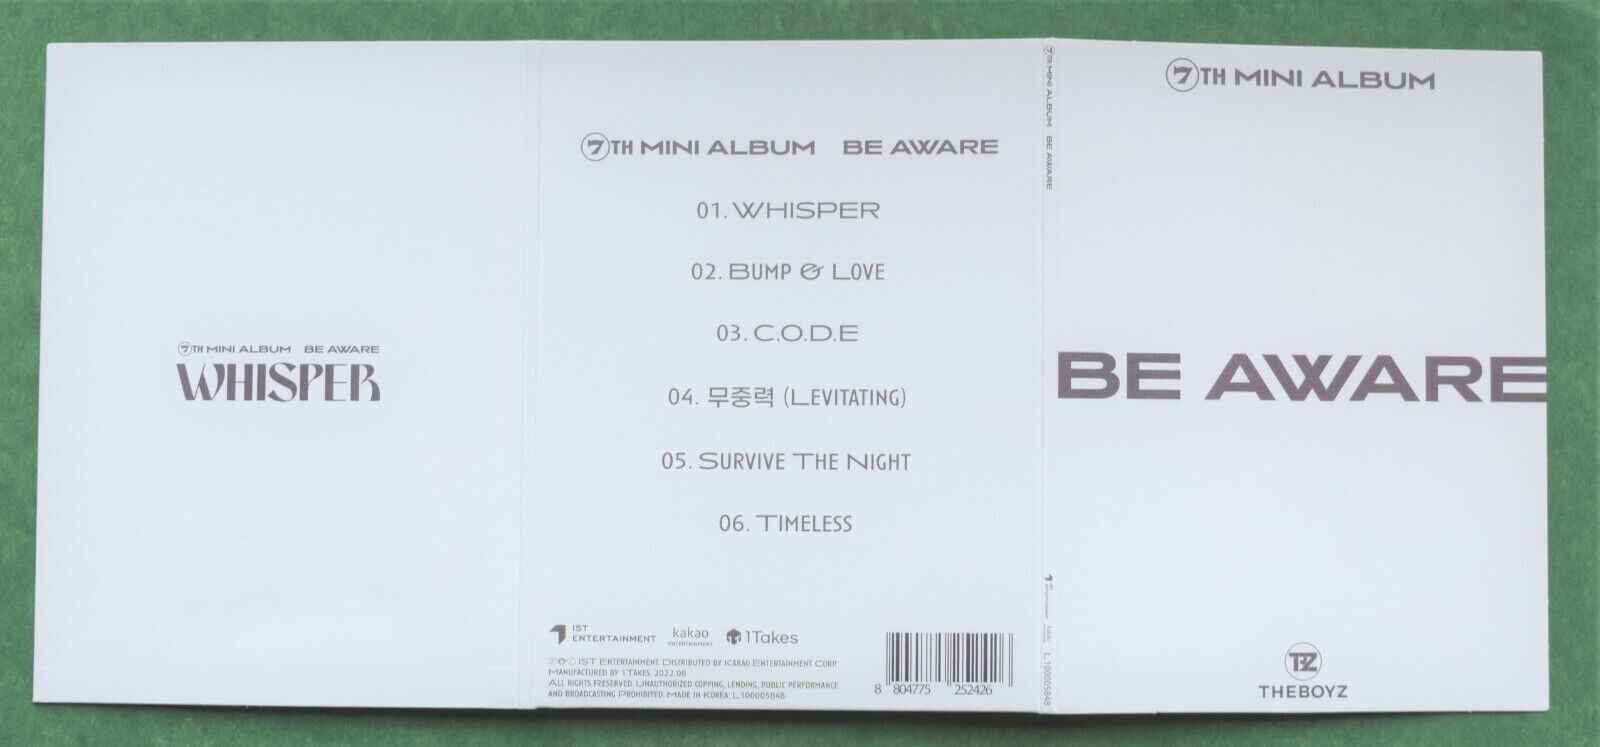 ⑦TH MINI ALBUM BE AWARE
WHISPER
⑦TH MINI ALBUM BE AWARE
01. WHISPER
02. BUMP & LOVE
03. C.O.D.E
04. 무중력 (LEVITATING)
05. SURVIVE THE NIGHT
06. TIMELESS
IST
ENTERTAINMENT
kakao
ENTERTAINMENT
1Takes
℗&© IST ENTERTAINMENT. DISTRIBUTED BY KAKAO ENTERTAINMENT CORP.
MANUFACTURED BY 1TAKES. 2022.08
ALL RIGHTS RESERVED. UNAUTHORIZED COPYING, LENDING, PUBLIC PERFORMANCE
AND BROADCASTING PROHIBITED. MADE IN KOREA. L100005848
8 804775 252426
⑦TH MINI ALBUM BE AWARE
kakao
L100005848
⑦TH MINI ALBUM
BE AWARE
TBZ
THEBOYZ